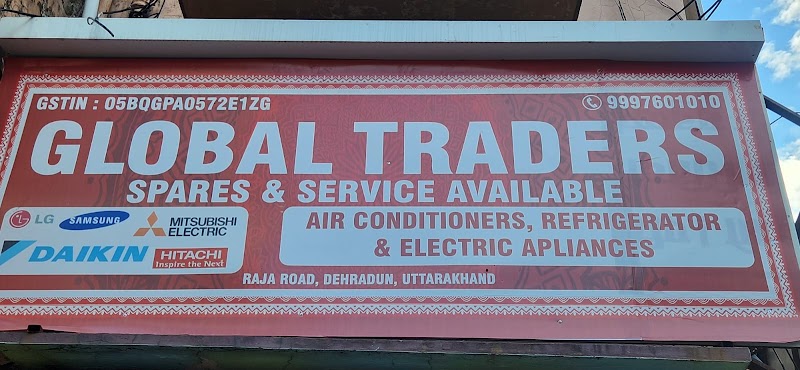 GSTIN : 05BQGPA0572E1ZG
9997601010
GLOBAL TRADERS
SPARES & SERVICE AVAILABLE
LG
SAMSUNG
MITSUBISHI
ELECTRIC
DAIKIN
HITACHI
Inspire the Next
AIR CONDITIONERS, REFRIGERATOR
& ELECTRIC APLIANCES
RAJA ROAD, DEHRADUN, UTTARAKHAND